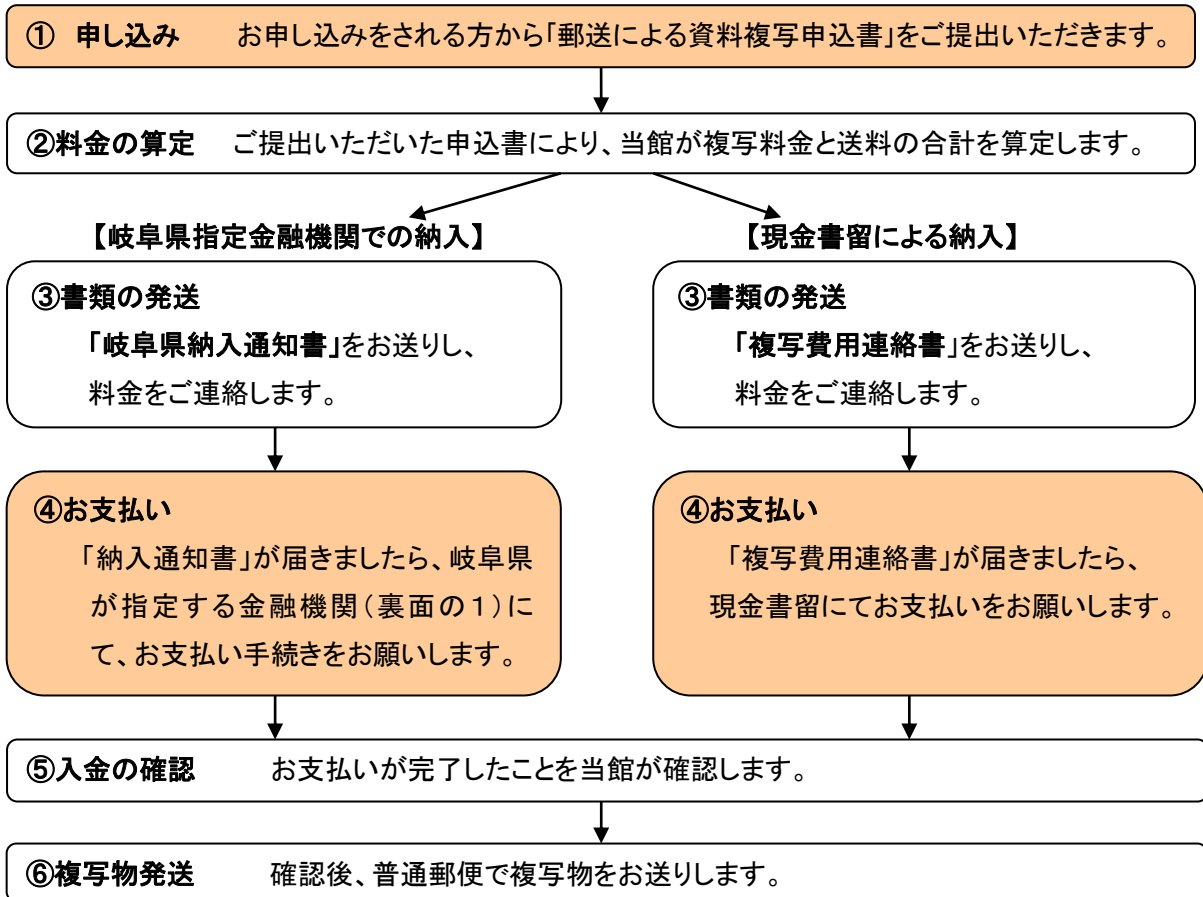 ① 申し込み お申し込みをされる方から「郵送による資料複写申込書」をご提出いただきます。
②料金の算定 ご提出いただいた申込書により、当館が複写料金と送料の合計を算定します。
【岐阜県指定金融機関での納入】
③書類の発送
「岐阜県納入通知書」をお送りし、
料金をご連絡します。
④お支払い
「納入通知書」が届きましたら、岐阜県
が指定する金融機関(裏面の1)に
て、お支払い手続きをお願いします。
【現金書留による納入】
③書類の発送
「複写費用連絡書」をお送りし、
料金をご連絡します。
④お支払い
「複写費用連絡書」が届きましたら、
現金書留にてお支払いをお願いします。
⑤入金の確認 お支払いが完了したことを当館が確認します。
⑥複写物発送 確認後、普通郵便で複写物をお送りします。